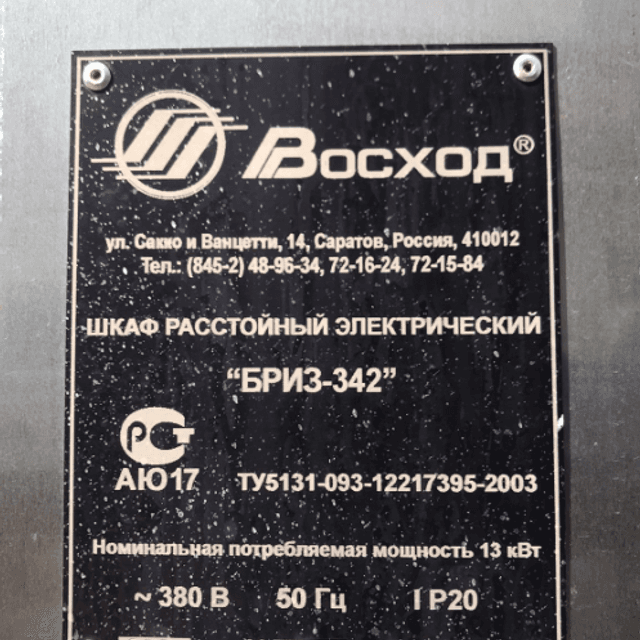 Восход®
ул. Сакко и Ванцетти, 14, Саратов, Россия, 410012
Тел.: (845-2) 48-96-34, 72-16-24, 72-15-84
ШКАФ РАССТОЙНЫЙ ЭЛЕКТРИЧЕСКИЙ
“БРИЗ-342”
РСТ
АЮ17 ТУ5131-093-12217395-2003
Номинальная потребляемая мощность 13 кВт
~ 380 В 50 Гц I P20